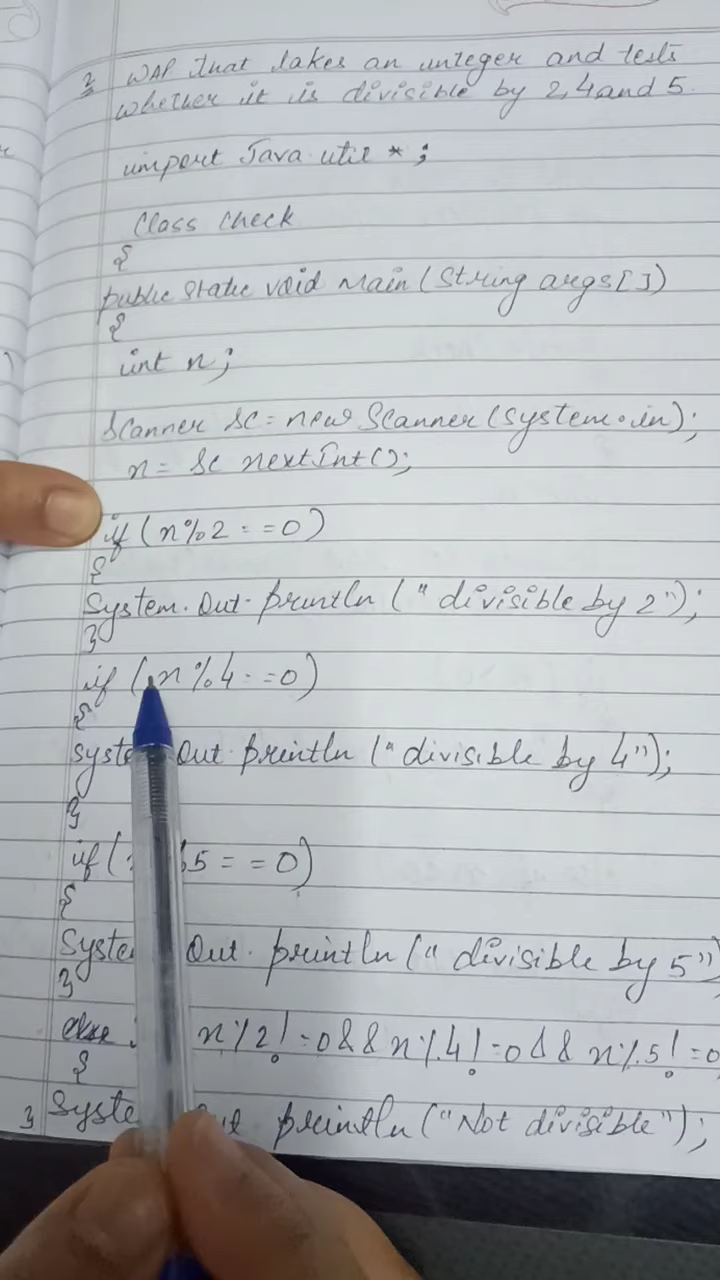 3 WAP that takes an integer and tests
whether it is divisible by 2, 4 and 5.
import Java. util *;
Class Check
{
public static void main (String args[])
{
int n;
Scanner Sc = new Scanner (System.in);
n = Sc nextInt();
if (n%2 = =0)
{
System. Out. println (" divisible by 2");
}
if (n%4 = =0)
{
System Out. println (" divisible by 4");
}
if ( 5 = =0)
{
System Out. println (" divisible by 5")
}
else n%2! =0 && n%4! =0 && n%5! =0
{
System println ("Not divisible");
}